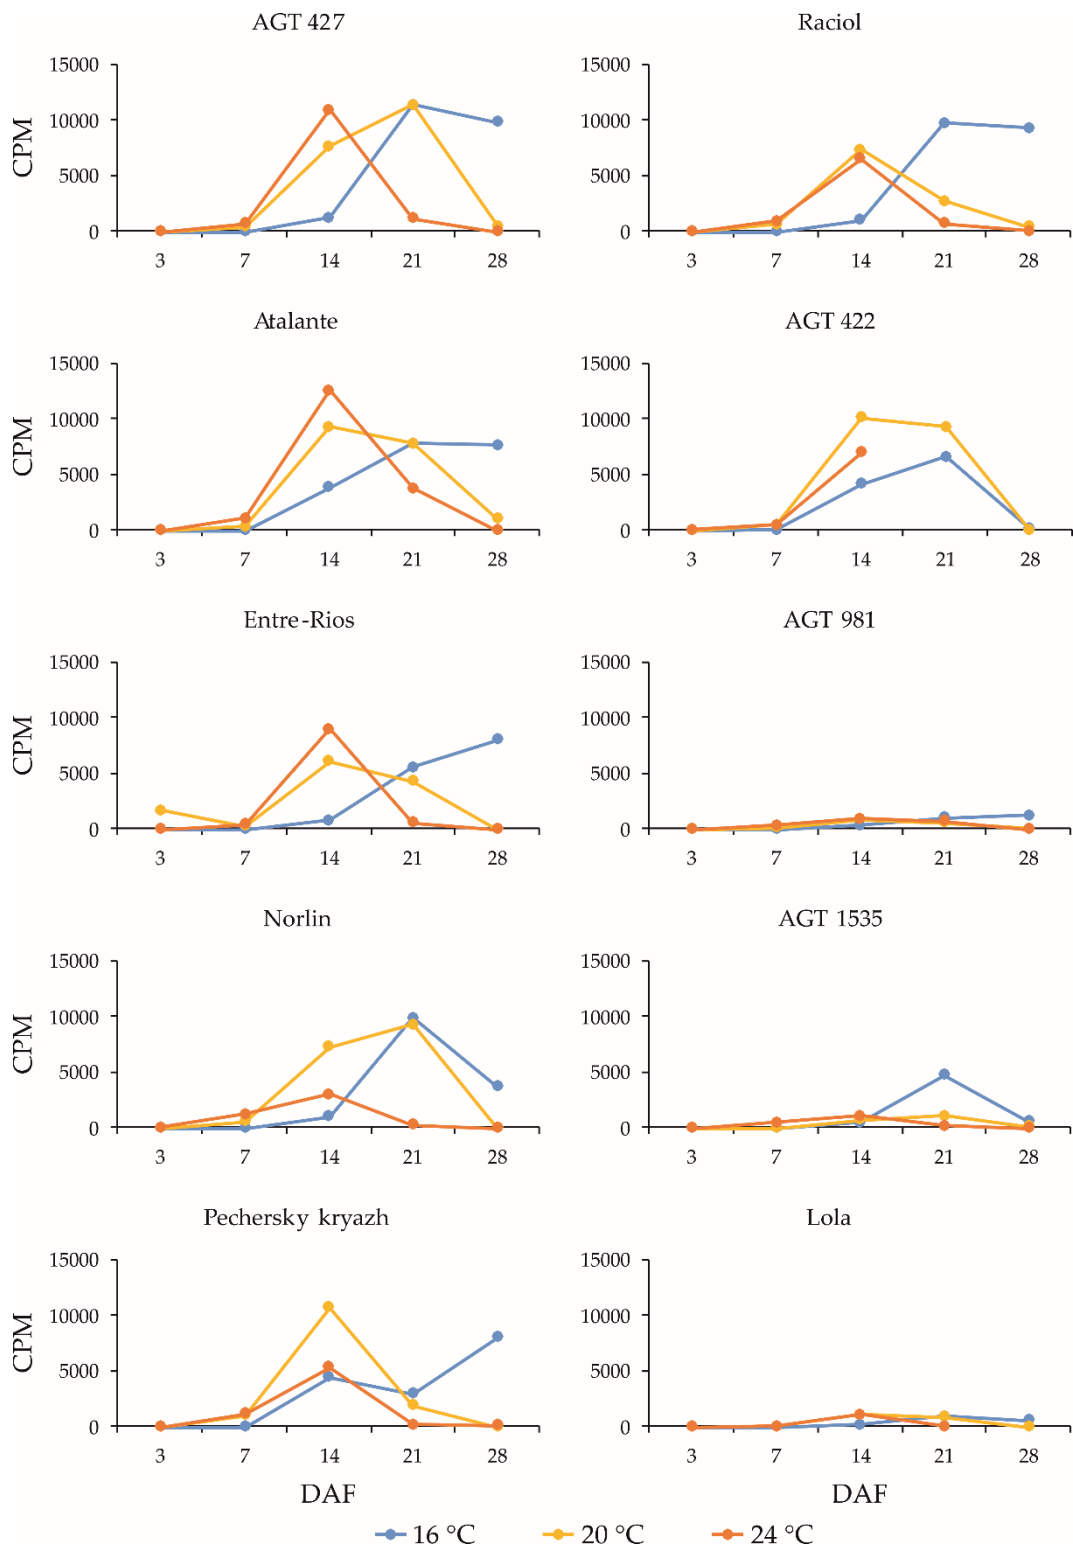 AGT 427
15000
10000
5000
0
CPM
3 7 14 21 28
Raciol
15000
10000
5000
0
3 7 14 21 28
Atalante
15000
10000
5000
0
CPM
3 7 14 21 28
AGT 422
15000
10000
5000
0
3 7 14 21 28
Entre-Rios
15000
10000
5000
0
CPM
3 7 14 21 28
AGT 981
15000
10000
5000
0
3 7 14 21 28
Norlin
15000
10000
5000
0
CPM
3 7 14 21 28
AGT 1535
15000
10000
5000
0
3 7 14 21 28
Pechersky kryazh
15000
10000
5000
0
CPM
3 7 14 21 28
DAF
Lola
15000
10000
5000
0
3 7 14 21 28
DAF
16 °C 20 °C 24 °C